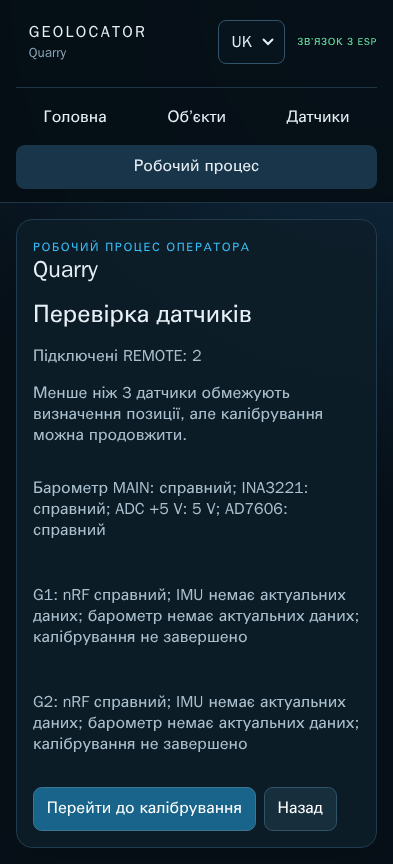 GEOLOCATOR
Quarry
UK
ЗВ'ЯЗОК З ESP
Головна
Об'єкти
Датчики
Робочий процес
РОБОЧИЙ ПРОЦЕС ОПЕРАТОРА
Quarry
Перевірка датчиків
Підключені REMOTE: 2
Менше ніж 3 датчики обмежують
визначення позиції, але калібрування
можна продовжити.
Барометр MAIN: справний; INA3221:
справний; ADC +5 V: 5 V; AD7606:
справний
G1: nRF справний; IMU немає актуальних
даних; барометр немає актуальних даних;
калібрування не завершено
G2: nRF справний; IMU немає актуальних
даних; барометр немає актуальних даних;
калібрування не завершено
Перейти до калібрування
Назад